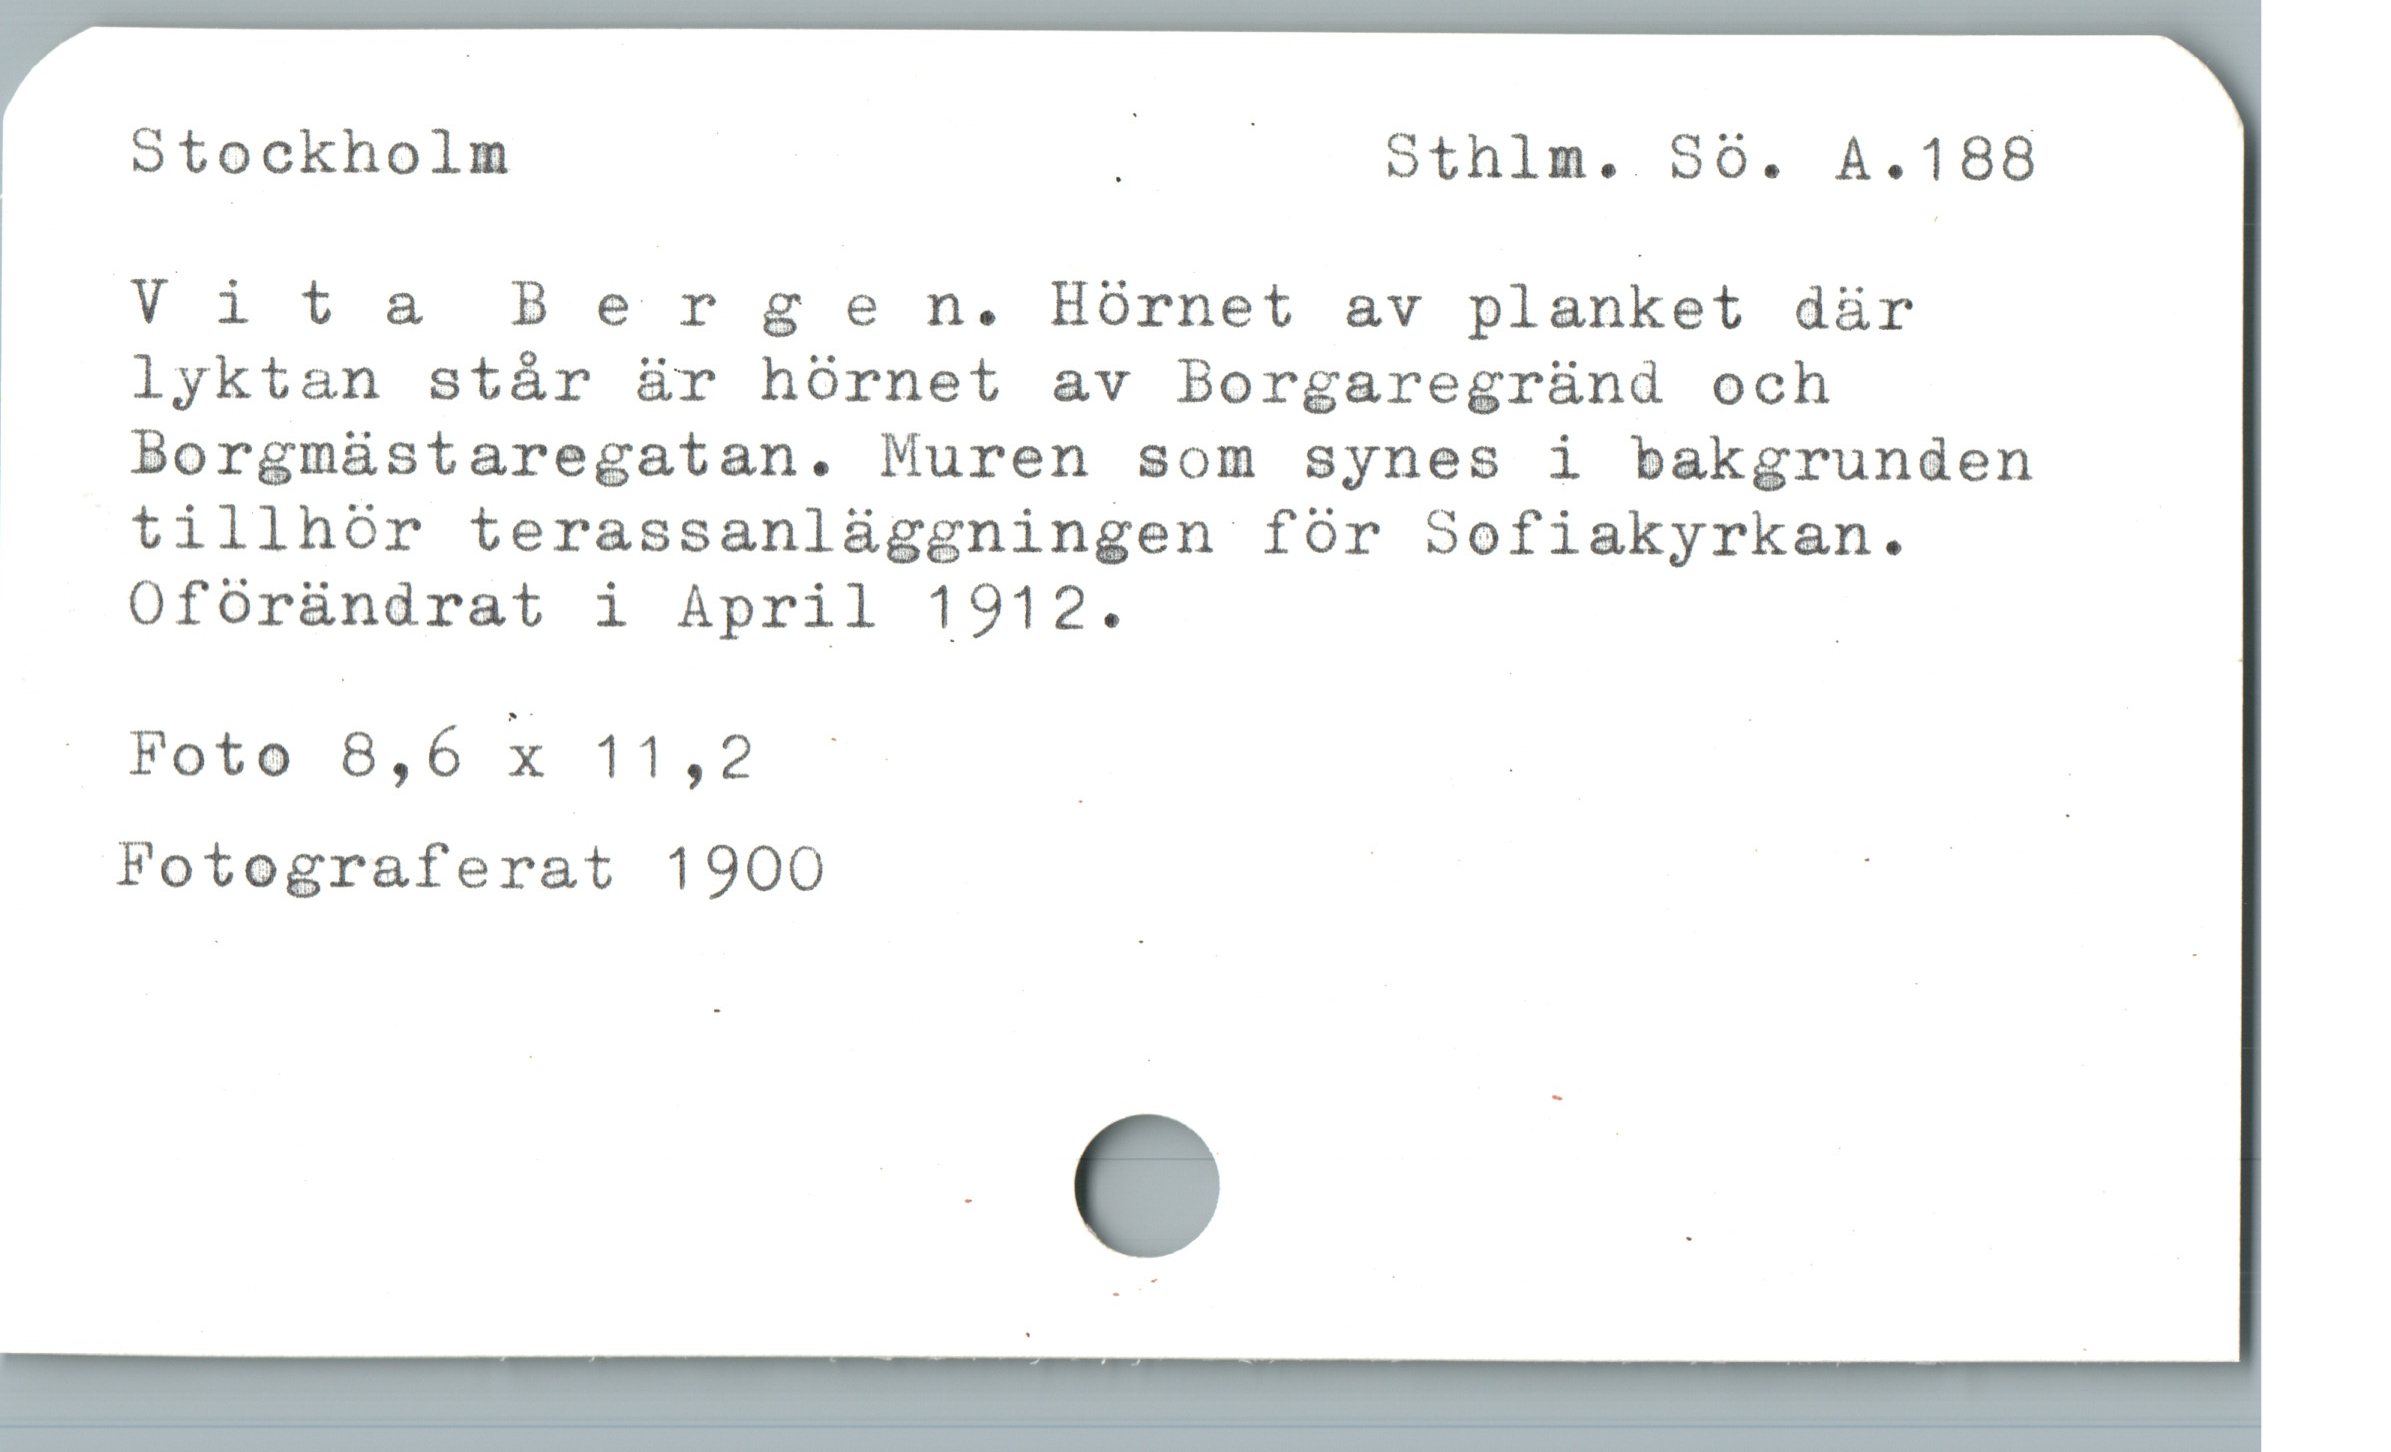 Stockholm Sthlm. Sö. A.188
V i t a B e r g e n. Hörnet av planket där
lyktan står är hörnet av Borgaregränd och
Borgmästaregatan. Muren som synes i bakgrunden
tillhör terassanläggningen för Sofiakyrkan.
Oförändrat i April 1912.
Foto 8,6 x 11,2
Fotograferat 1900